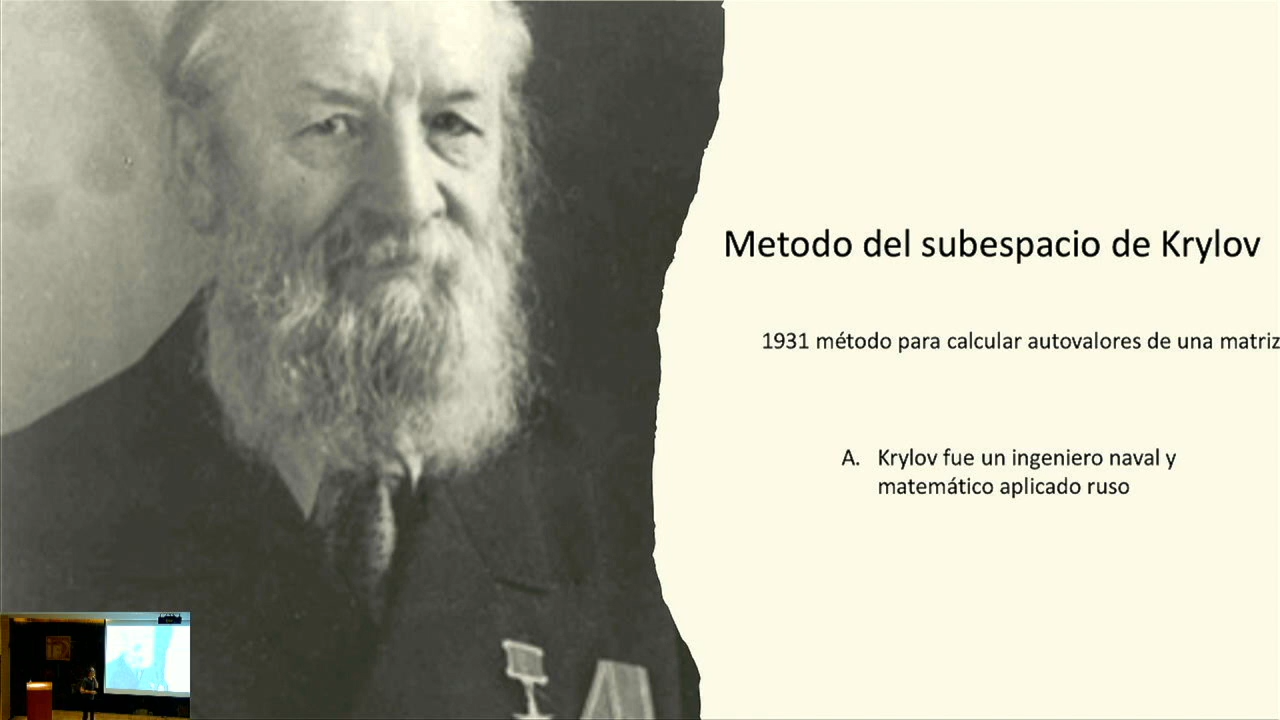 Metodo del subespacio de Krylov
1931 método para calcular autovalores de una matriz
A. Krylov fue un ingeniero naval y
matemático aplicado ruso